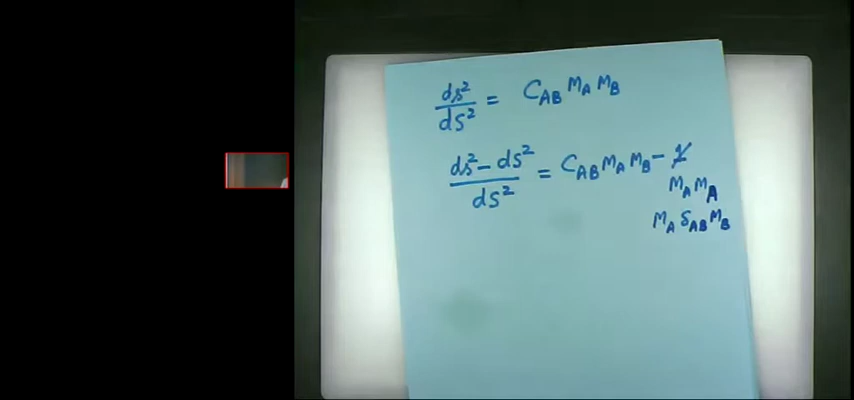 ds²/dS² = C_AB M_A M_B
(ds² - dS²)/dS² = C_AB M_A M_B - 1
M_A M_A
M_A δ_AB M_B